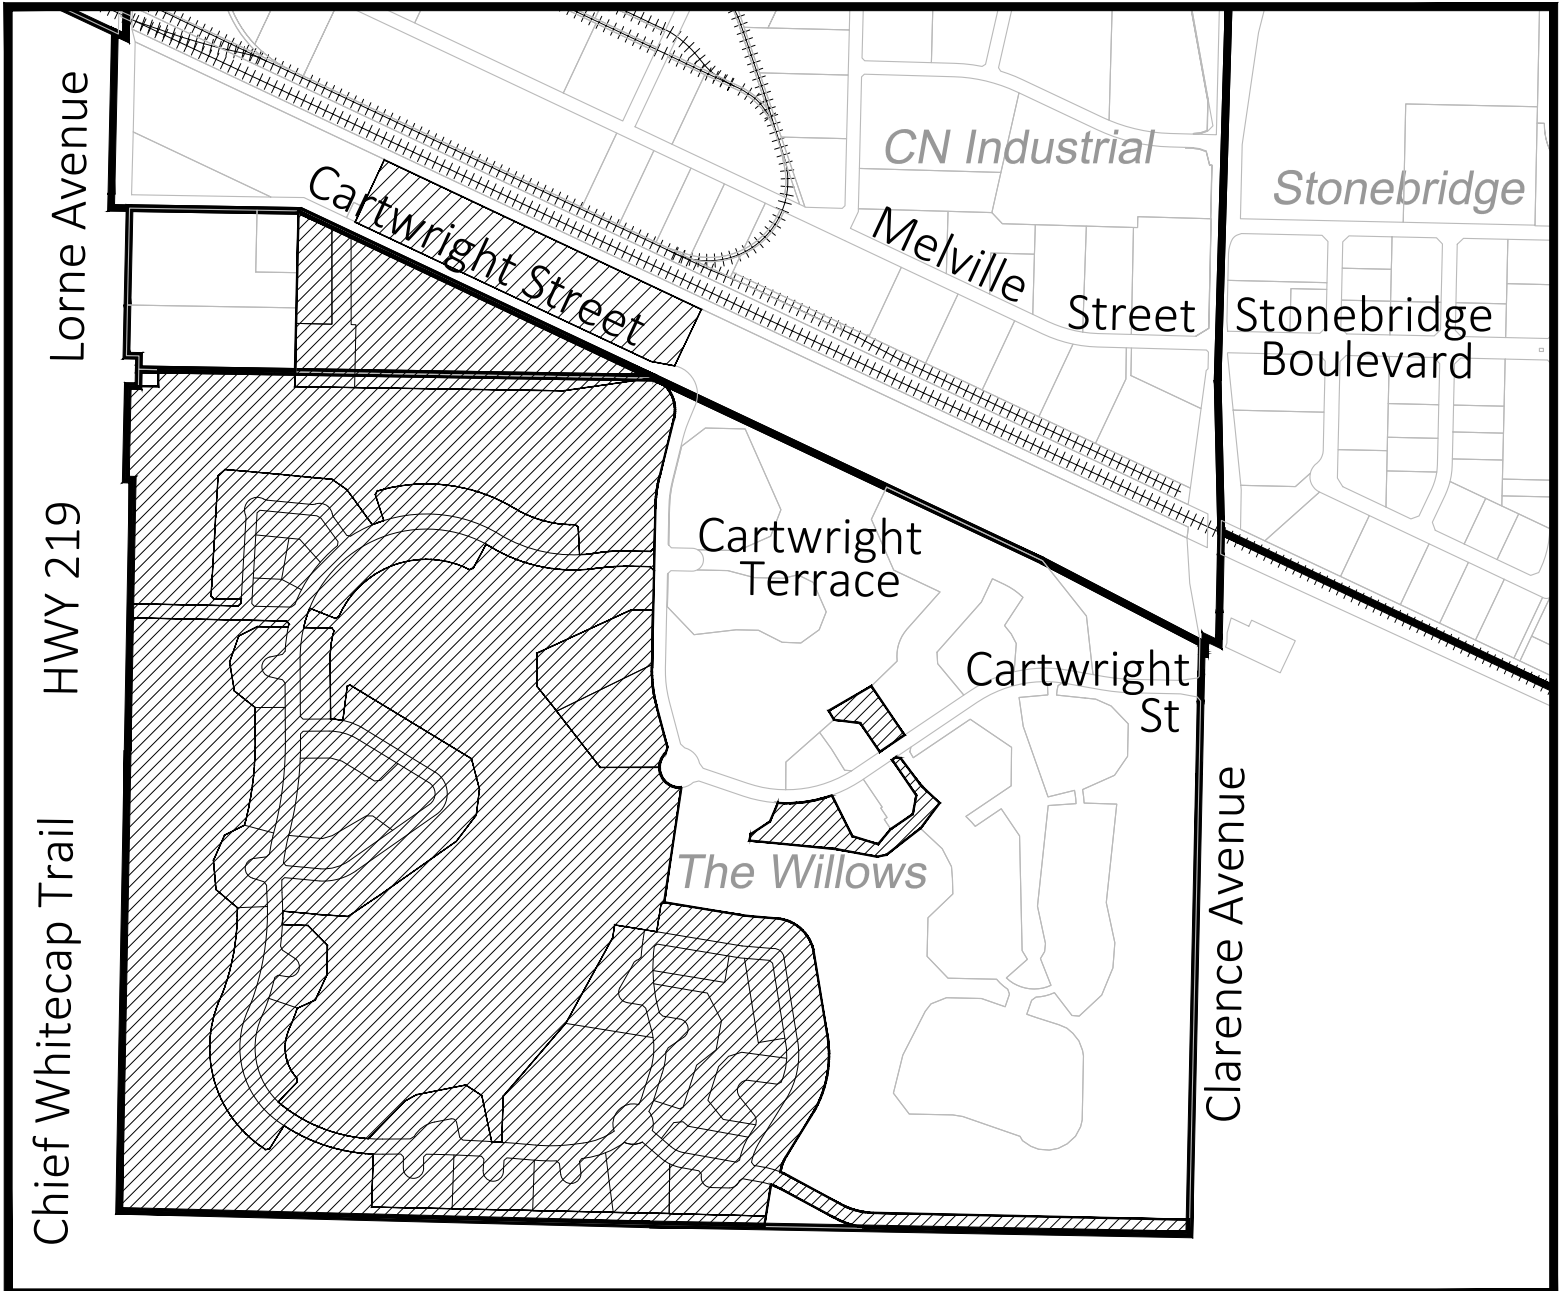 Lorne Avenue
CN Industrial
Stonebridge
Cartwright Street
Melville
Street
Stonebridge
Boulevard
HWY 219
Cartwright
Terrace
Cartwright
St
Chief Whitecap Trail
The Willows
Clarence Avenue